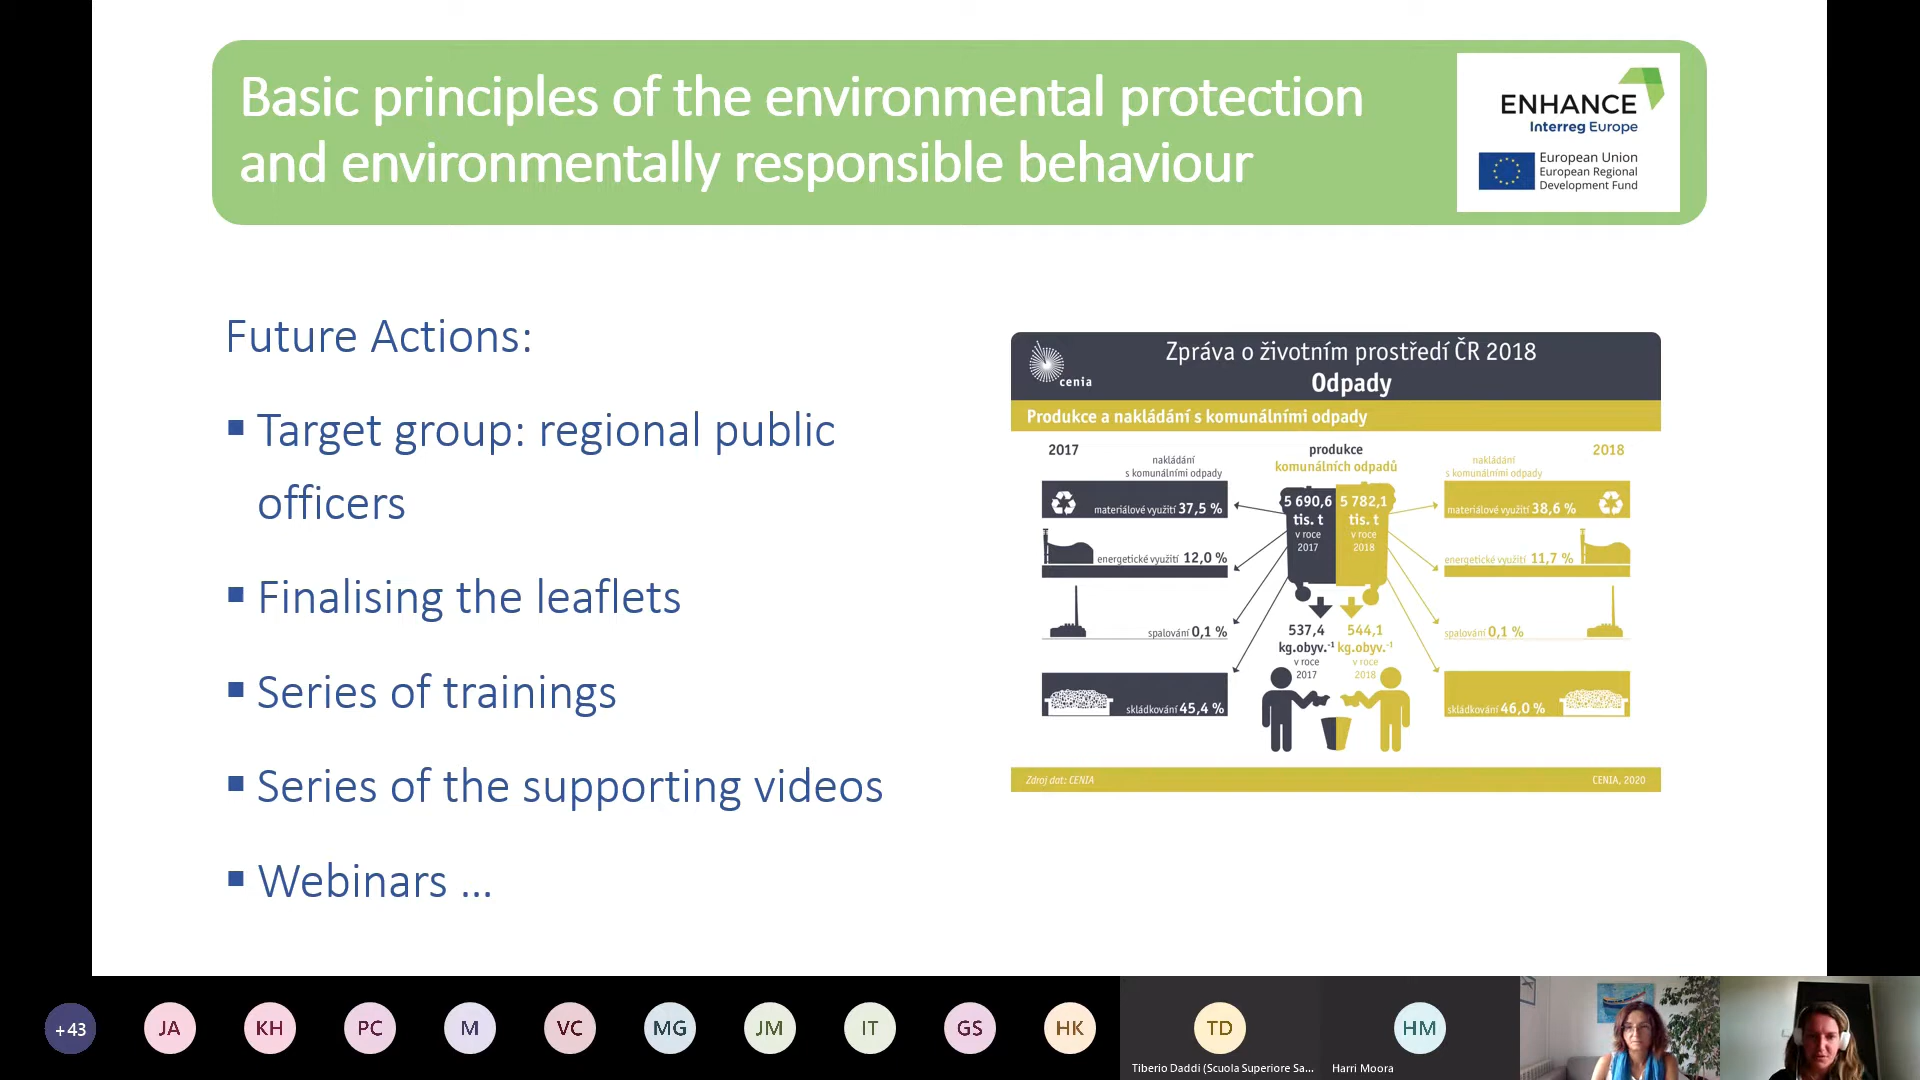 Basic principles of the environmental protection
and environmentally responsible behaviour
ENHANCE
Interreg Europe
European Union
European Regional
Development Fund
Future Actions:
Target group: regional public
officers
Finalising the leaflets
Series of trainings
Series of the supporting videos
Webinars ...
cenia
Zpráva o životním prostředí ČR 2018
Odpady
Produkce a nakládání s komunálními odpady
2017
nakládání
s komunálními odpady
materiálové využití 37,5 %
energetické využití 12,0 %
spalování 0,1 %
skládkování 45,4 %
produkce
komunálních odpadů
5 690,6
tis. t
v roce
2017
5 782,1
tis. t
v roce
2018
537,4
kg.obyv.-1
v roce
2017
544,1
kg.obyv.-1
v roce
2018
2018
nakládání
s komunálními odpady
materiálové využití 38,6 %
energetické využití 11,7 %
spalování 0,1 %
skládkování 46,0 %
Zdroj dat: CENIA
CENIA, 2020
+43
JA
KH
PC
M
VC
MG
JM
IT
GS
HK
TD
Tiberio Daddi (Scuola Superiore Sa...
HM
Harri Moora